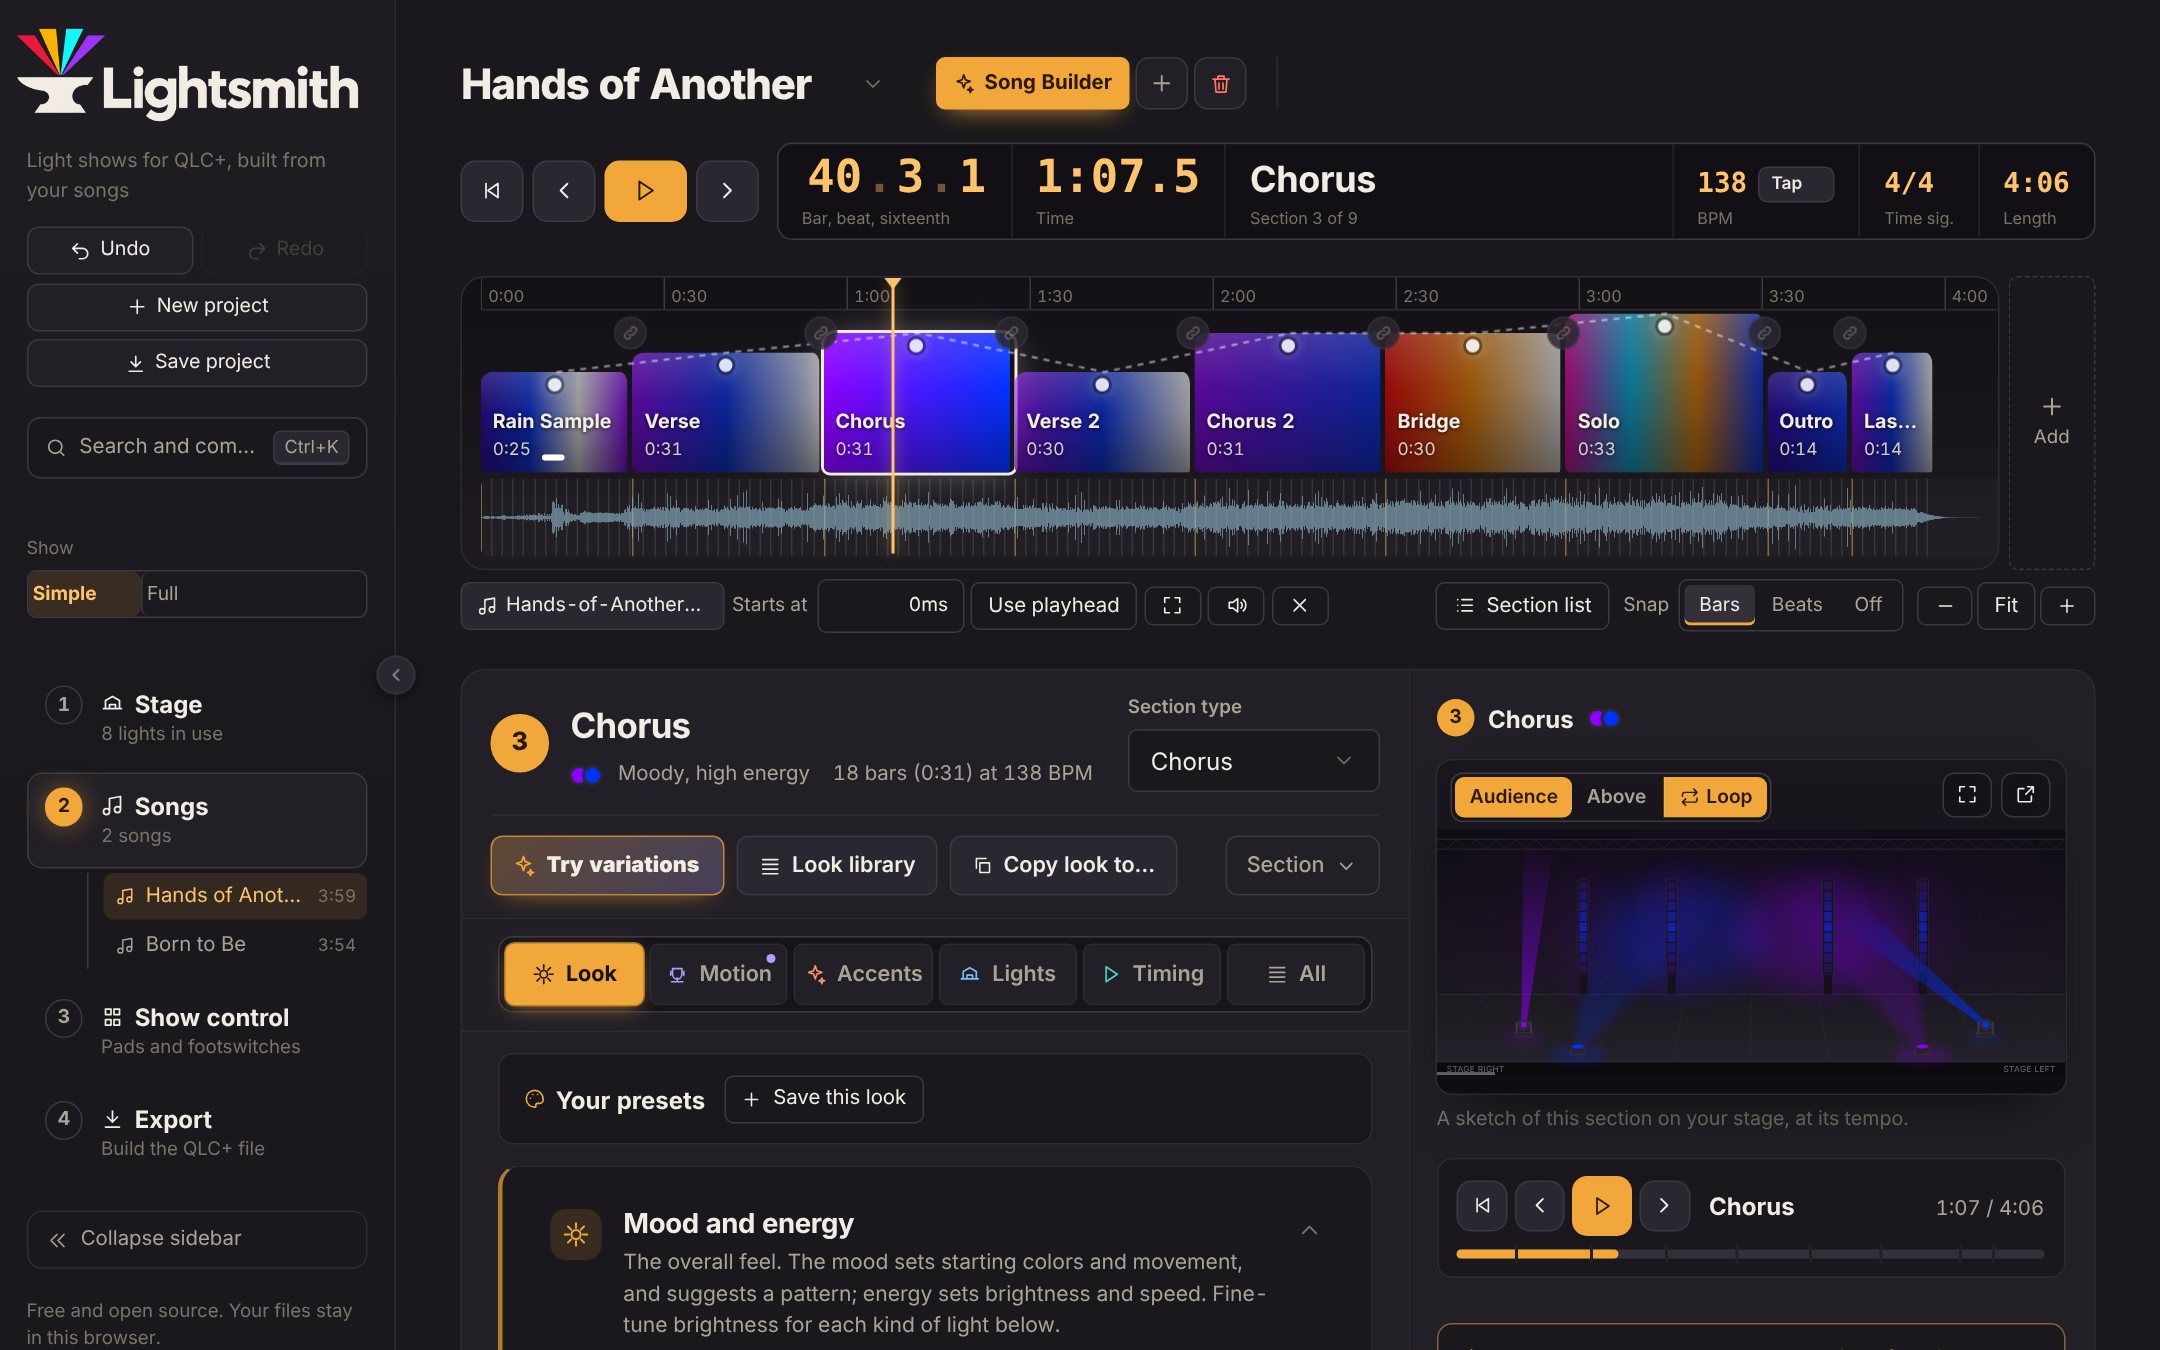 Lightsmith
Light shows for QLC+, built from
your songs
Undo
Redo
New project
Save project
Search and com...
Ctrl+K
Show
Simple
Full
1
Stage
8 lights in use
2
Songs
2 songs
Hands of Anot...
3:59
Born to Be
3:54
3
Show control
Pads and footswitches
4
Export
Build the QLC+ file
Collapse sidebar
Free and open source. Your files stay
in this browser.
Hands of Another
Song Builder
40.3.1
Bar, beat, sixteenth
1:07.5
Time
Chorus
Section 3 of 9
138
Tap
BPM
4/4
Time sig.
4:06
Length
0:00
0:30
1:00
1:30
2:00
2:30
3:00
3:30
4:00
Rain Sample
0:25
Verse
0:31
Chorus
0:31
Verse 2
0:30
Chorus 2
0:31
Bridge
0:30
Solo
0:33
Outro
0:14
Las...
0:14
Add
Hands-of-Another...
Starts at
0ms
Use playhead
Section list
Snap
Bars
Beats
Off
Fit
3
Chorus
Moody, high energy
18 bars (0:31) at 138 BPM
Section type
Chorus
Try variations
Look library
Copy look to...
Section
Look
Motion
Accents
Lights
Timing
All
Your presets
Save this look
Mood and energy
The overall feel. The mood sets starting colors and movement,
and suggests a pattern; energy sets brightness and speed. Fine-
tune brightness for each kind of light below.
3
Chorus
Audience
Above
Loop
STAGE RIGHT
STAGE LEFT
A sketch of this section on your stage, at its tempo.
Chorus
1:07 / 4:06